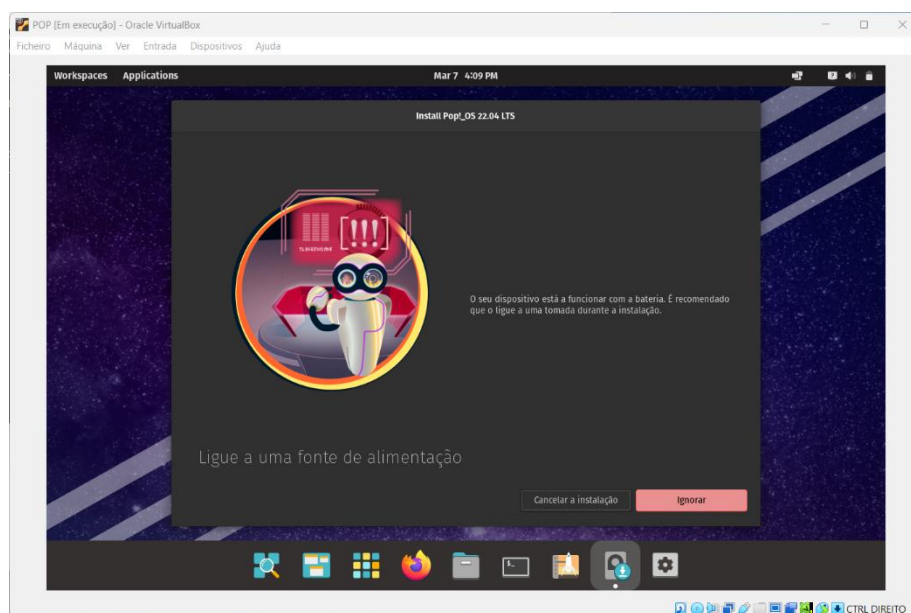 POP [Em execução] - Oracle VirtualBox
Ficheiro Máquina Ver Entrada Dispositivos Ajuda
Workspaces Applications Mar 7 4:09 PM
Install Pop!_OS 22.04 LTS
!!!
O seu dispositivo está a funcionar com a bateria. É recomendado
que o ligue a uma tomada durante a instalação.
Ligue a uma fonte de alimentação
Cancelar a instalação Ignorar
CTRL DIREITO